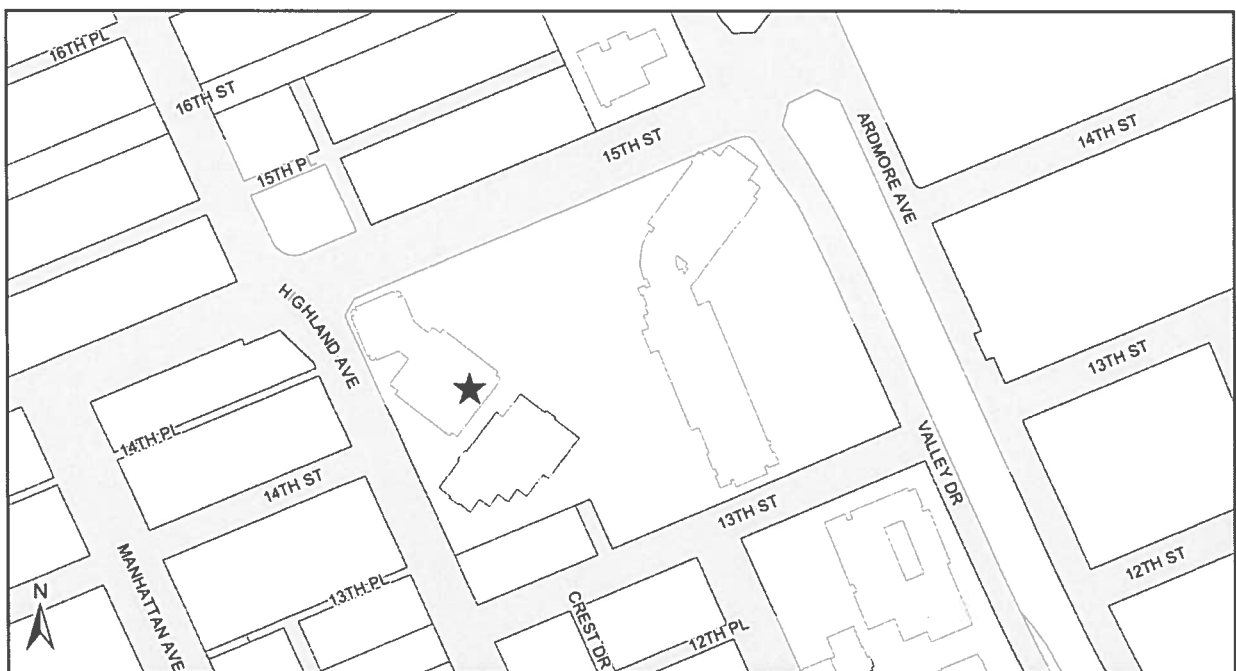 16TH PL
16TH ST
15TH PL
15TH ST
ARDMORE AVE
14TH ST
HIGHLAND AVE
13TH ST
14TH PL
14TH ST
VALLEY DR
13TH ST
MANHATTAN AVE
13TH PL
CREST DR
12TH PL
12TH ST
N